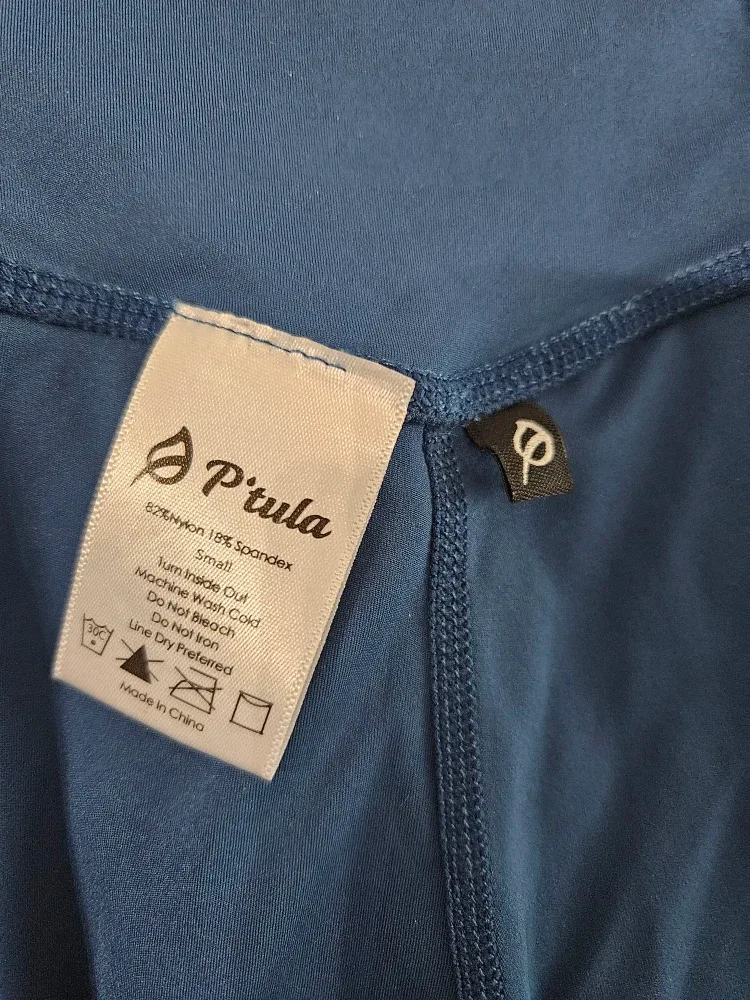 P'tula
82%Nylon 18% Spandex
Small
Turn Inside Out
Machine Wash Cold
Do Not Bleach
Do Not Iron
Line Dry Preferred
30C
Made In China